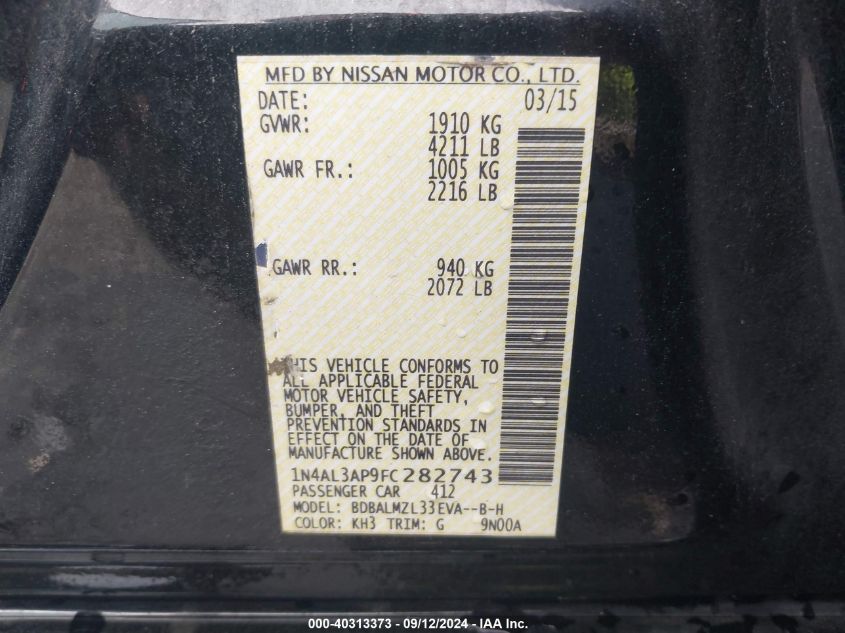 MFD BY NISSAN MOTOR CO., LTD.
DATE: 03/15
GVWR: 1910 KG
4211 LB
GAWR FR.: 1005 KG
2216 LB
GAWR RR.: 940 KG
2072 LB
THIS VEHICLE CONFORMS TO
ALL APPLICABLE FEDERAL
MOTOR VEHICLE SAFETY,
BUMPER, AND THEFT
PREVENTION STANDARDS IN
EFFECT ON THE DATE OF
MANUFACTURE SHOWN ABOVE.
1N4AL3AP9FC282743
PASSENGER CAR 412
MODEL: BDBALMZL33EVA--B-H
COLOR: KH3 TRIM: G 9N00A
000-40313373 - 09/12/2024 - IAA Inc.